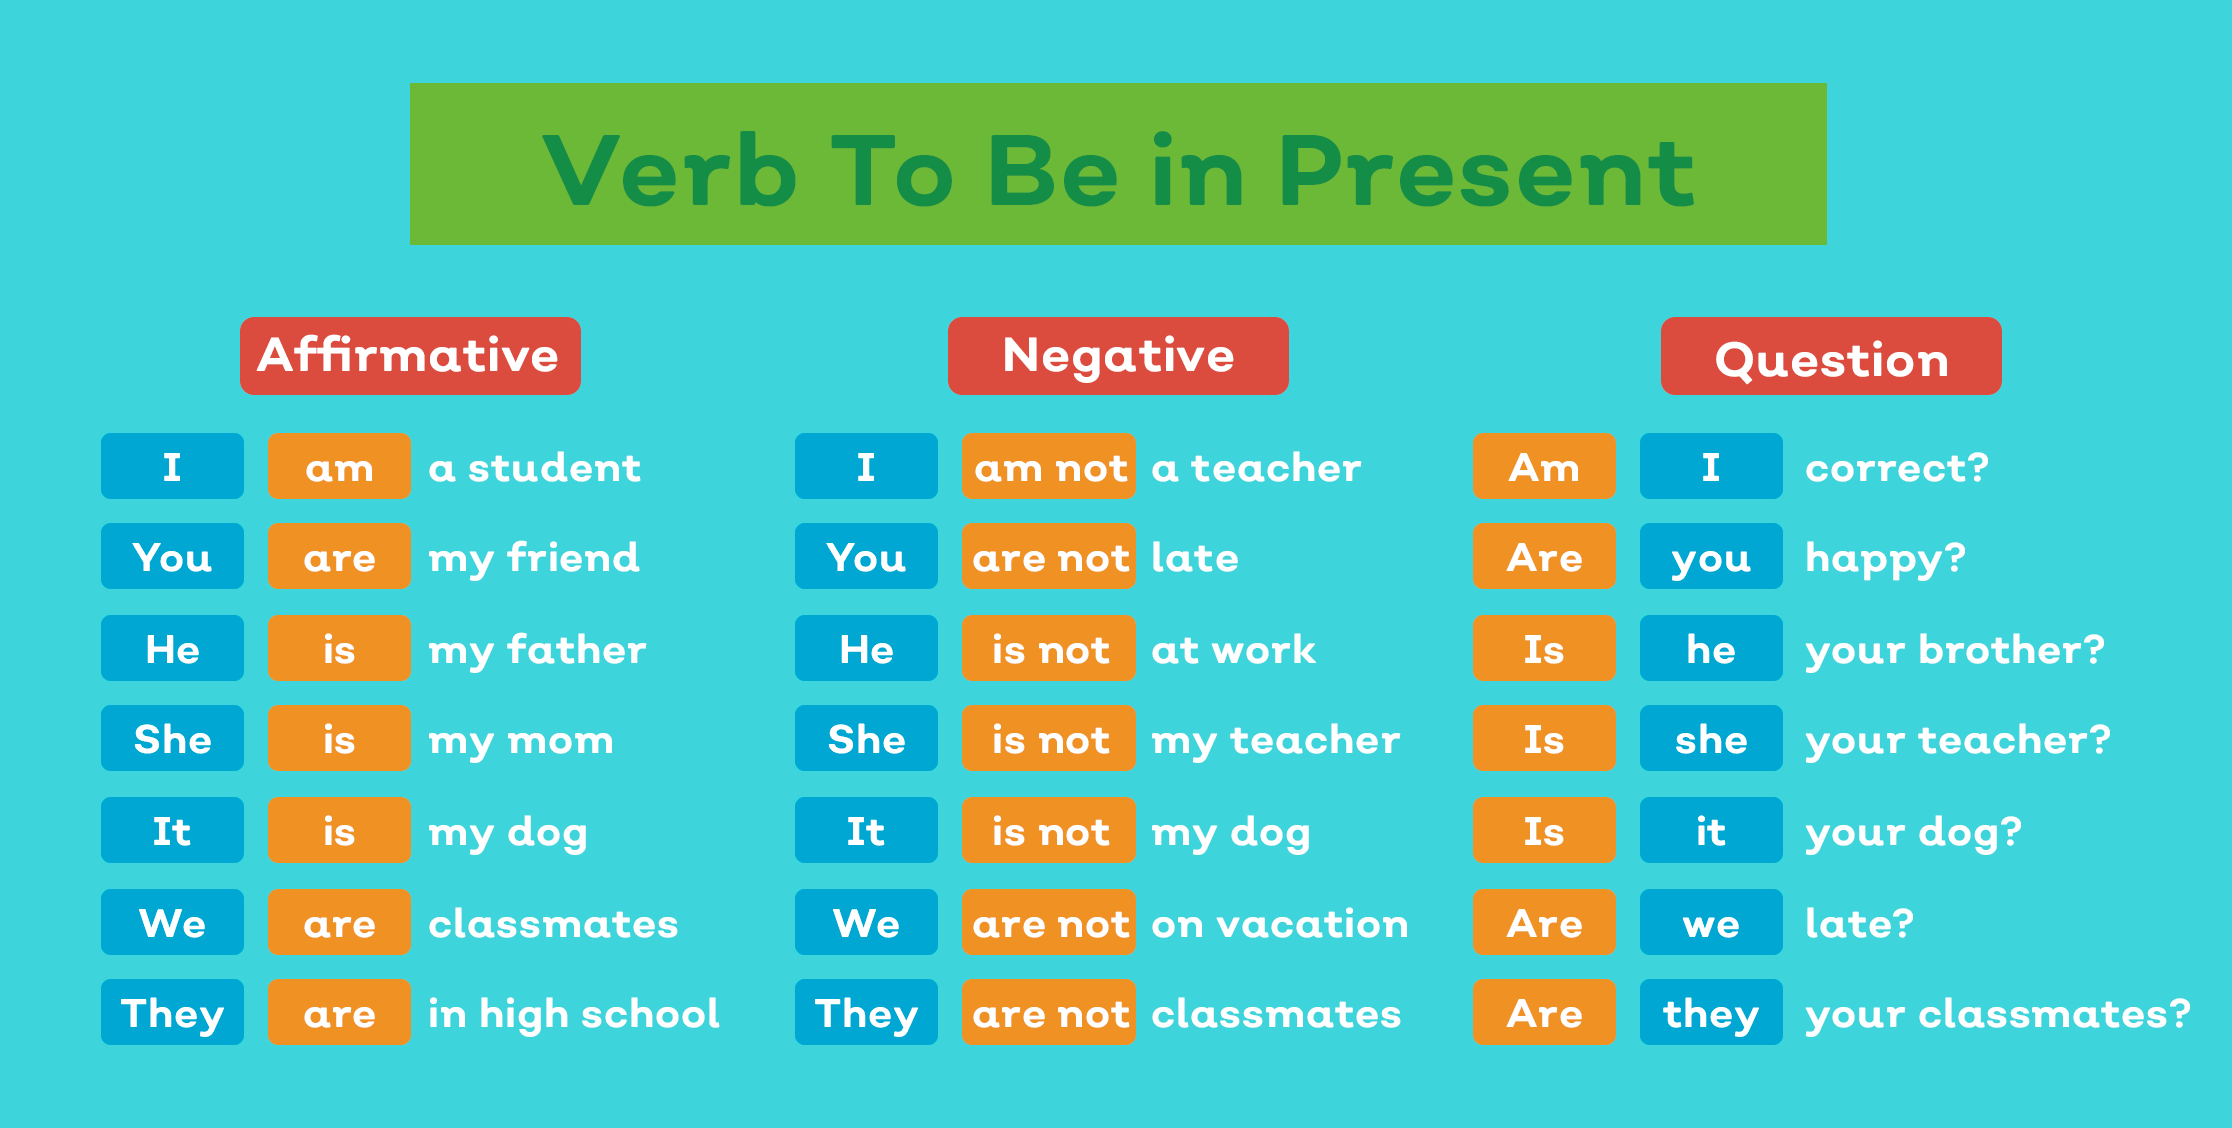 Verb To Be in Present
Affirmative Negative Question
I am a student I am not a teacher Am I correct?
You are my friend You are not late Are you happy?
He is my father He is not at work Is he your brother?
She is my mom She is not my teacher Is she your teacher?
It is my dog It is not my dog Is it your dog?
We are classmates We are not on vacation Are we late?
They are in high school They are not classmates Are they your classmates?